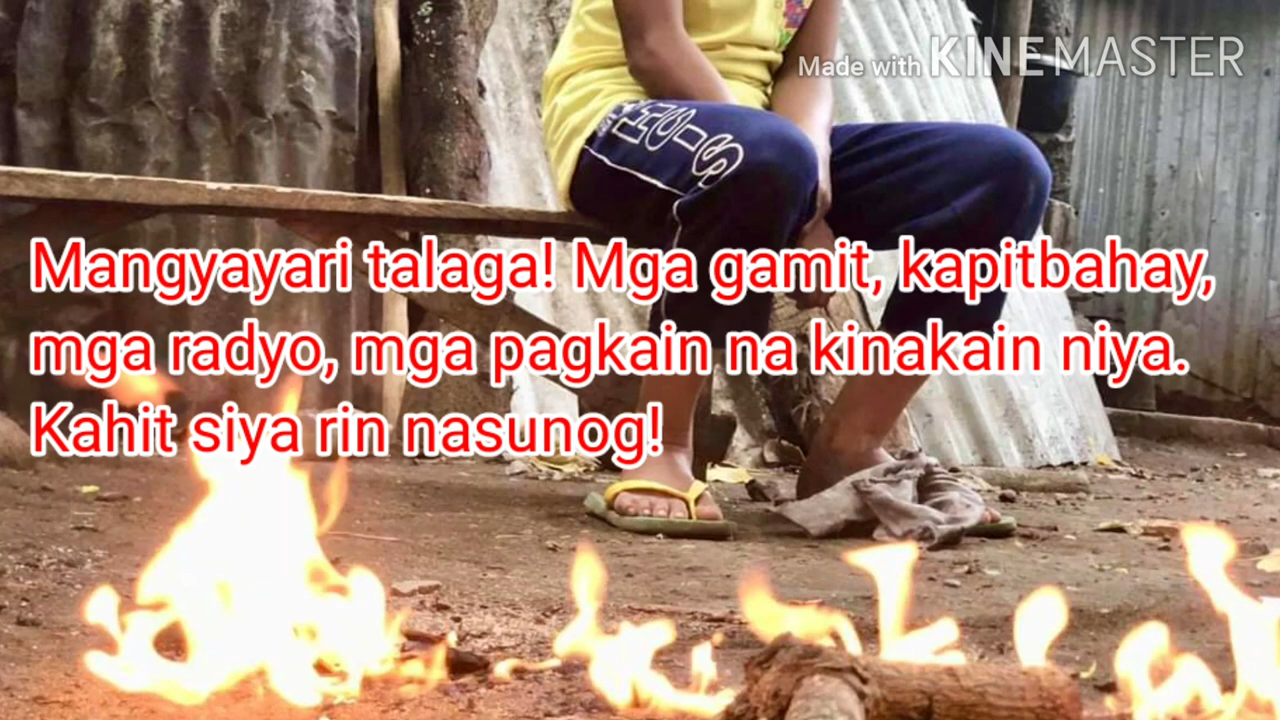 Made with KINEMASTER
SIHI
Mangyayari talaga! Mga gamit, kapitbahay,
mga radyo, mga pagkain na kinakain niya.
Kahit siya rin nasunog!